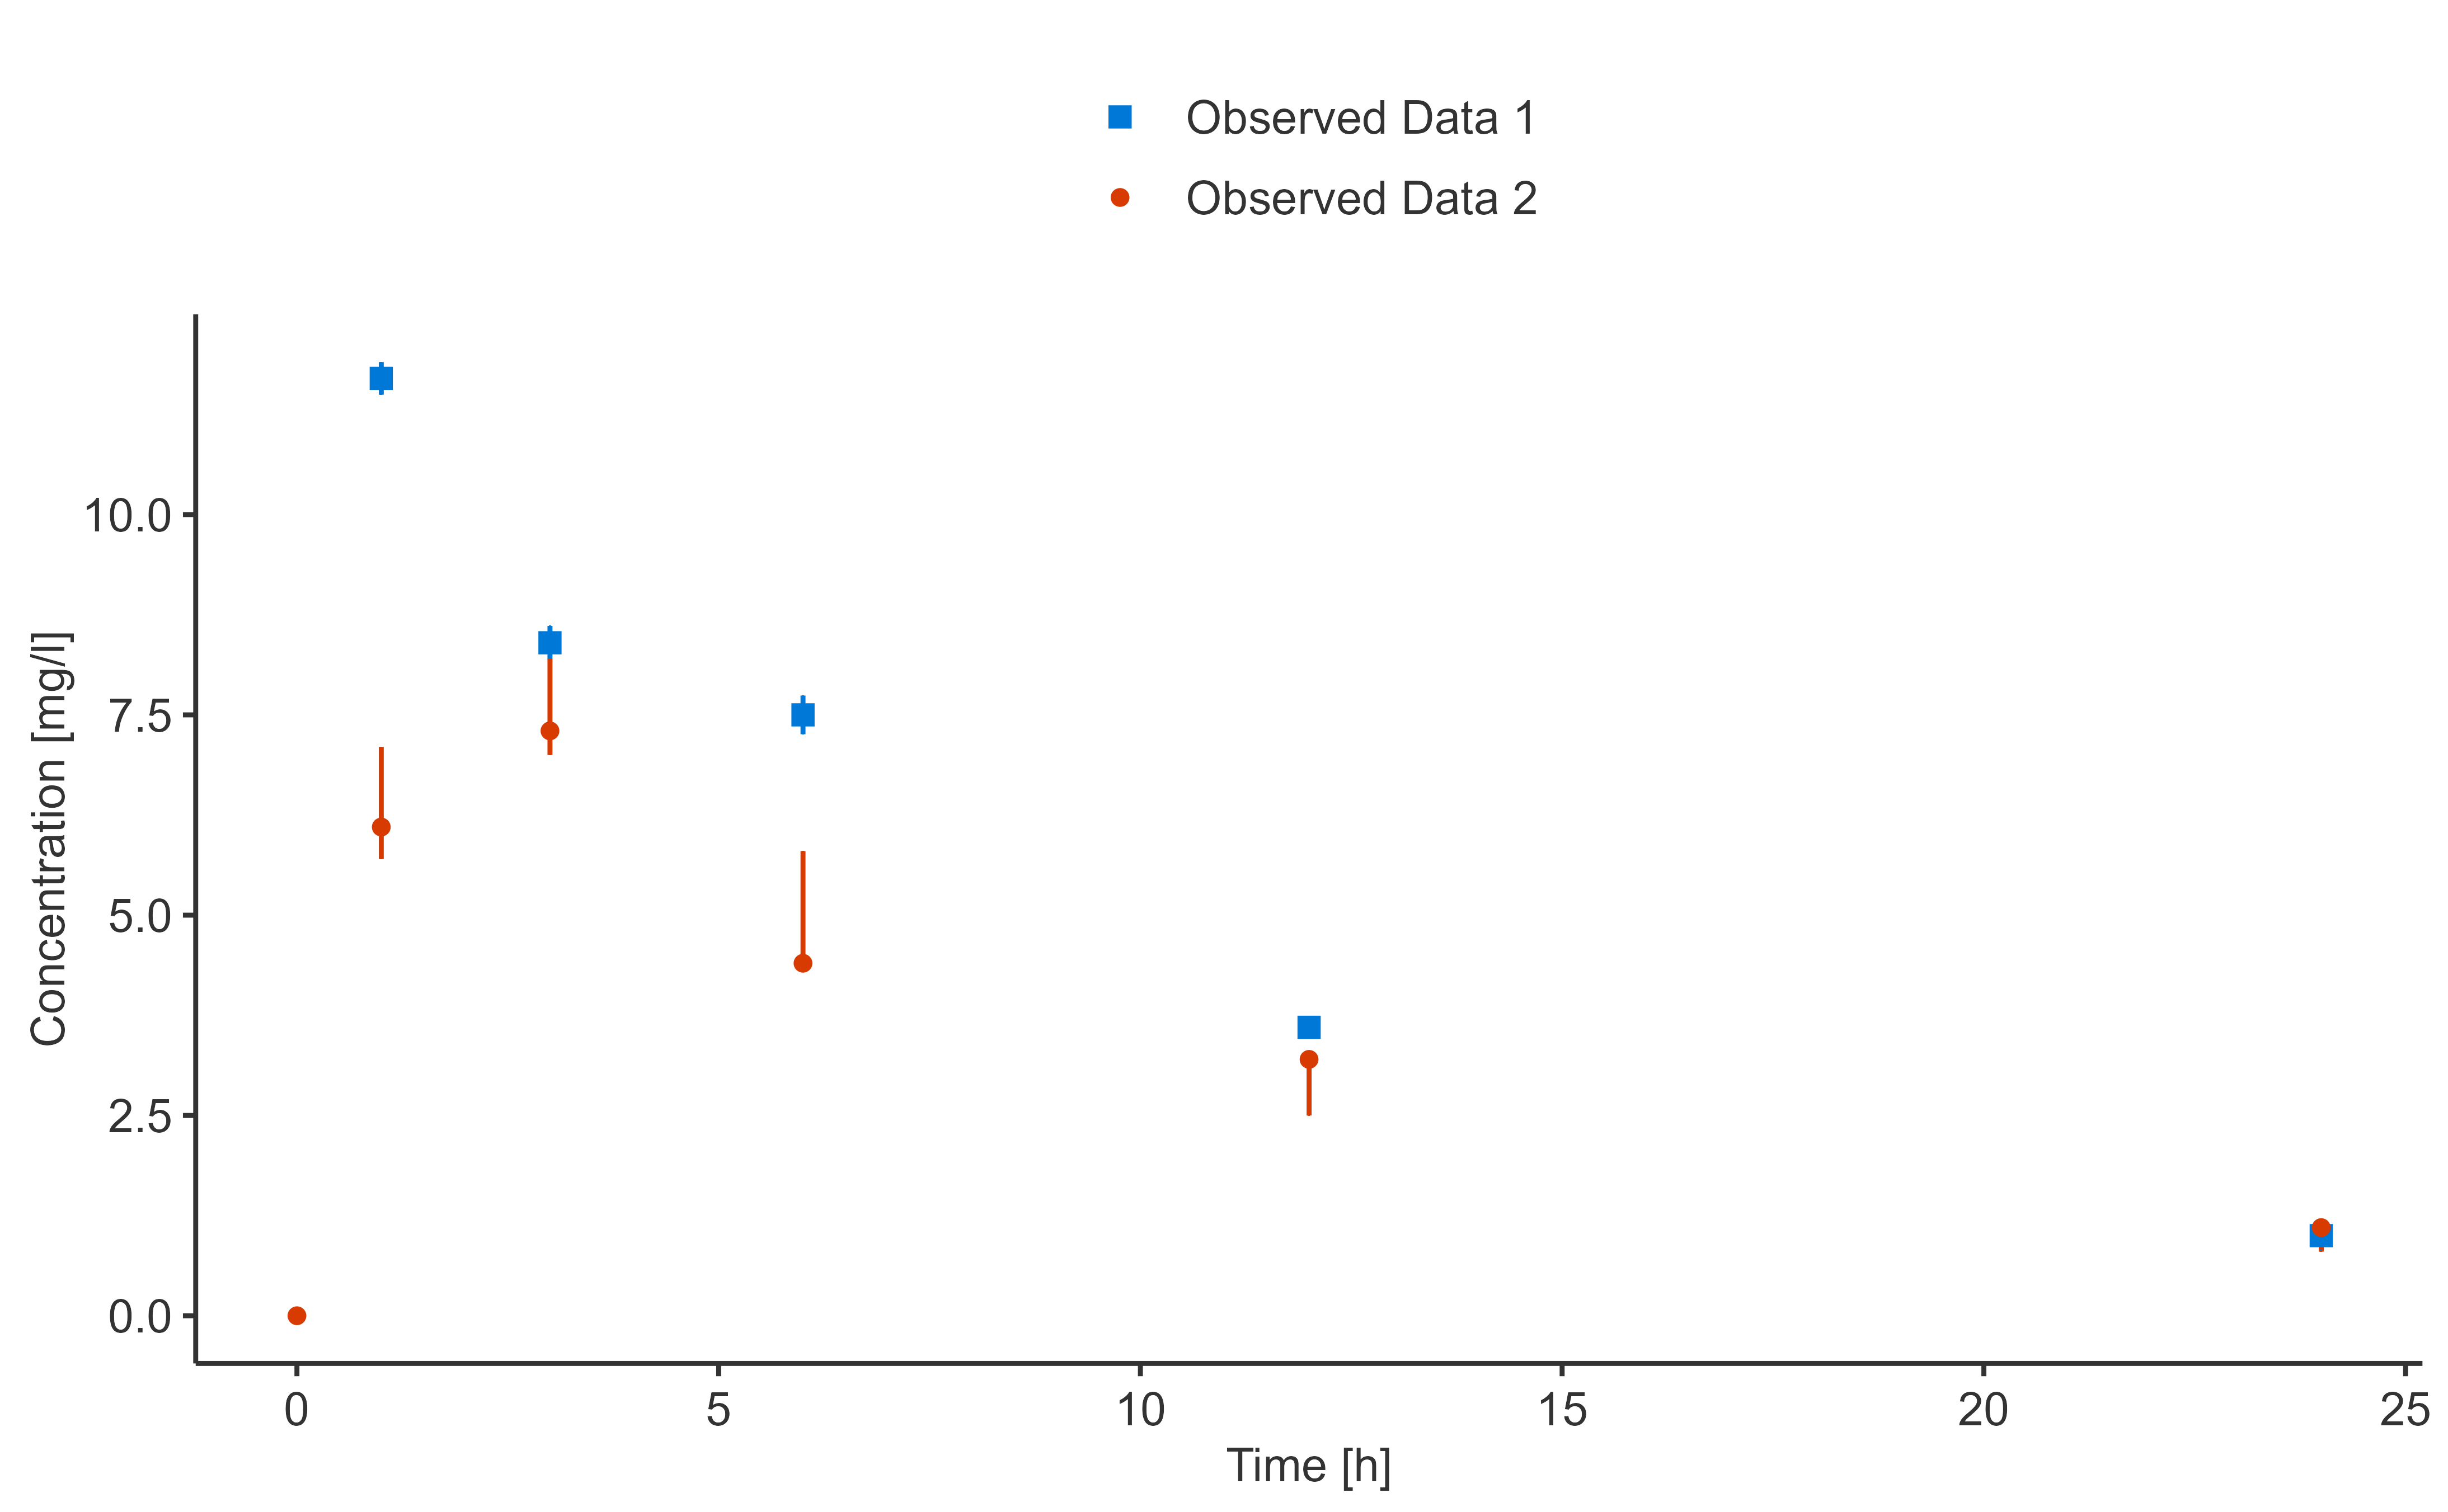 Observed Data 1
Observed Data 2
10.0
7.5
5.0
2.5
0.0
Concentration [mg/l]
0 5 10 15 20 25
Time [h]